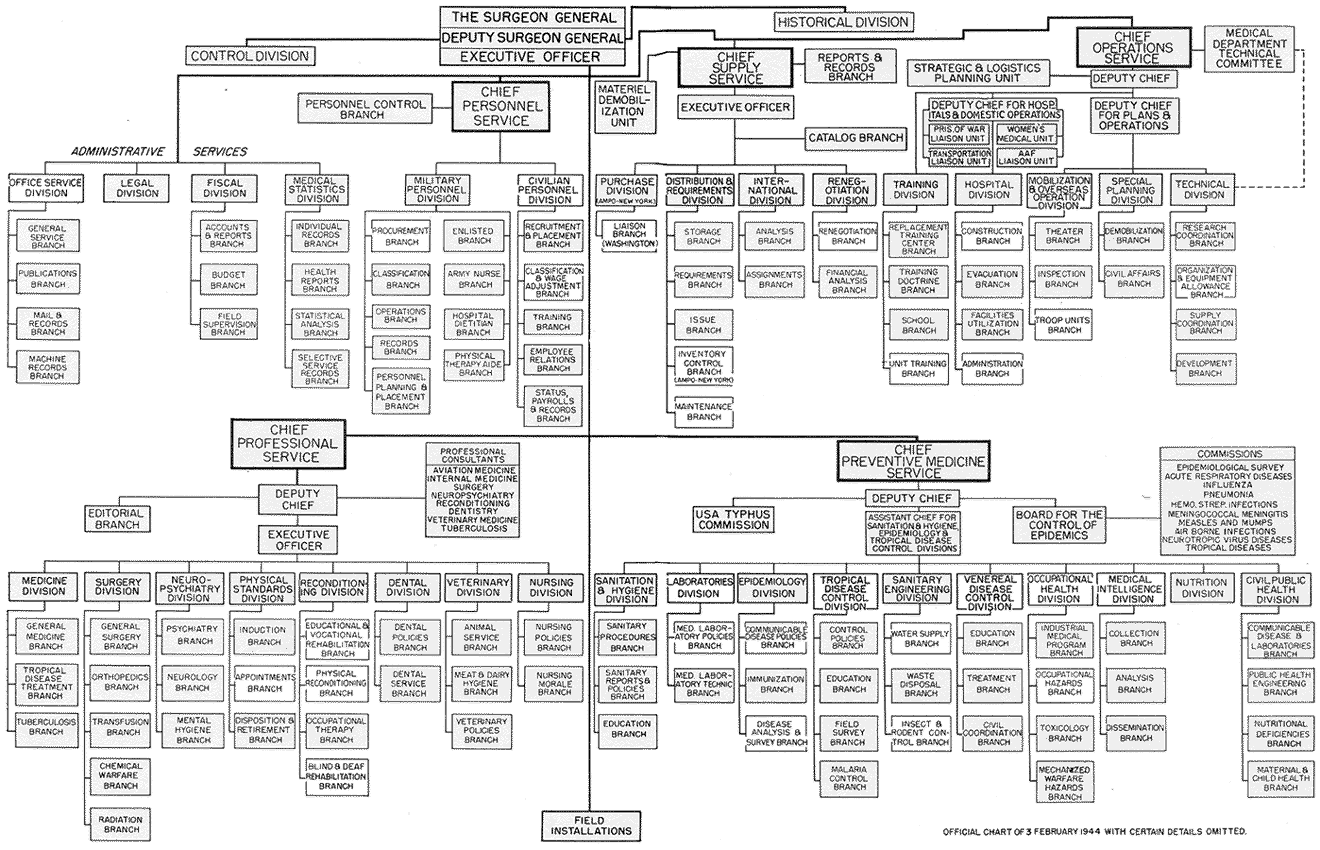 THE SURGEON GENERAL
DEPUTY SURGEON GENERAL
EXECUTIVE OFFICER
HISTORICAL DIVISION
CONTROL DIVISION
CHIEF
SUPPLY
SERVICE
REPORTS &
RECORDS
BRANCH
CHIEF
OPERATIONS
SERVICE
MEDICAL
DEPARTMENT
TECHNICAL
COMMITTEE
STRATEGIC & LOGISTICS
PLANNING UNIT
DEPUTY CHIEF
PERSONNEL CONTROL
BRANCH
CHIEF
PERSONNEL
SERVICE
MATERIEL
DEMOBIL-
IZATION
UNIT
EXECUTIVE OFFICER
CATALOG BRANCH
DEPUTY CHIEF FOR HOSP.
ITALS & DOMESTIC OPERATIONS
PRIS. OF WAR
LIAISON UNIT
WOMEN'S
MEDICAL UNIT
TRANSPORTATION
LIAISON UNIT
AAF
LIAISON UNIT
DEPUTY CHIEF
FOR PLANS &
OPERATIONS
ADMINISTRATIVE SERVICES
OFFICE SERVICE
DIVISION
GENERAL
SERVICE
BRANCH
PUBLICATIONS
BRANCH
MAIL &
RECORDS
BRANCH
MACHINE
RECORDS
BRANCH
LEGAL
DIVISION
FISCAL
DIVISION
ACCOUNTS
& REPORTS
BRANCH
BUDGET
BRANCH
FIELD
SUPERVISION
BRANCH
MEDICAL
STATISTICS
DIVISION
INDIVIDUAL
RECORDS
BRANCH
HEALTH
REPORTS
BRANCH
STATISTICAL
ANALYSIS
BRANCH
SELECTIVE
SERVICE
RECORDS BRANCH
MILITARY
PERSONNEL
DIVISION
PROCUREMENT
BRANCH
CLASSIFICATION
BRANCH
OPERATIONS
BRANCH
RECORDS
BRANCH
PERSONNEL
PLANNING &
PLACEMENT
BRANCH
ENLISTED
BRANCH
ARMY NURSE
BRANCH
HOSPITAL
DIETITIAN
BRANCH
PHYSICAL
THERAPY AIDE
BRANCH
CIVILIAN
PERSONNEL
DIVISION
RECRUITMENT
& PLACEMENT
BRANCH
CLASSIFICATION
& WAGE
ADJUSTMENT
BRANCH
TRAINING
BRANCH
EMPLOYEE
RELATIONS
BRANCH
STATUS,
PAYROLLS
& RECORDS
BRANCH
PURCHASE
DIVISION
(AMPO-NEW YORK)
LIAISON
BRANCH
(WASHINGTON)
DISTRIBUTION &
REQUIREMENTS
DIVISION
STORAGE
BRANCH
REQUIREMENTS
BRANCH
ISSUE
BRANCH
INVENTORY
CONTROL
BRANCH
(AMPO-NEW YORK)
MAINTENANCE
BRANCH
INTER-
NATIONAL
DIVISION
ANALYSIS
BRANCH
ASSIGNMENTS
BRANCH
RENEG-
OTIATION
DIVISION
RENEGOTIATION
BRANCH
FINANCIAL
ANALYSIS
BRANCH
TRAINING
DIVISION
REPLACEMENT
TRAINING
CENTER
BRANCH
TRAINING
DOCTRINE
BRANCH
SCHOOL
BRANCH
UNIT TRAINING
BRANCH
HOSPITAL
DIVISION
CONSTRUCTION
BRANCH
EVACUATION
BRANCH
FACILITIES
UTILIZATION
BRANCH
ADMINISTRATION
BRANCH
MOBILIZATION
& OVERSEAS
OPERATION
DIVISION
THEATER
BRANCH
INSPECTION
BRANCH
TROOP UNITS
BRANCH
SPECIAL
PLANNING
DIVISION
DEMOBILIZATION
BRANCH
CIVIL AFFAIRS
BRANCH
TECHNICAL
DIVISION
RESEARCH
COORDINATION
BRANCH
ORGANIZATION
& EQUIPMENT
ALLOWANCE
BRANCH
SUPPLY
COORDINATION
BRANCH
DEVELOPMENT
BRANCH
CHIEF
PROFESSIONAL
SERVICE
PROFESSIONAL
CONSULTANTS
AVIATION MEDICINE
INTERNAL MEDICINE
SURGERY
NEUROPSYCHIATRY
RECONDITIONING
DENTISTRY
VETERINARY MEDICINE
TUBERCULOSIS
DEPUTY
CHIEF
EDITORIAL
BRANCH
EXECUTIVE
OFFICER
CHIEF
PREVENTIVE MEDICINE
SERVICE
DEPUTY CHIEF
USA TYPHUS
COMMISSION
ASSISTANT CHIEF FOR
SANITATION & HYGIENE,
EPIDEMIOLOGY &
TROPICAL DISEASE
CONTROL DIVISIONS
BOARD FOR THE
CONTROL OF
EPIDEMICS
COMMISSIONS
EPIDEMIOLOGICAL SURVEY
ACUTE RESPIRATORY DISEASES
INFLUENZA
PNEUMONIA
HEMO. STREP. INFECTIONS
MENINGOCOCCAL MENINGITIS
MEASLES AND MUMPS
AIR BORNE INFECTIONS
NEUROTROPIC VIRUS DISEASES
TROPICAL DISEASES
MEDICINE
DIVISION
GENERAL
MEDICINE
BRANCH
TROPICAL
DISEASE
TREATMENT
BRANCH
TUBERCULOSIS
BRANCH
SURGERY
DIVISION
GENERAL
SURGERY
BRANCH
ORTHOPEDICS
BRANCH
TRANSFUSION
BRANCH
CHEMICAL
WARFARE
BRANCH
RADIATION
BRANCH
NEURO-
PSYCHIATRY
DIVISION
PSYCHIATRY
BRANCH
NEUROLOGY
BRANCH
MENTAL
HYGIENE
BRANCH
PHYSICAL
STANDARDS
DIVISION
INDUCTION
BRANCH
APPOINTMENTS
BRANCH
DISPOSITION &
RETIREMENT
BRANCH
RECONDITION-
ING DIVISION
EDUCATIONAL &
VOCATIONAL
REHABILITATION
BRANCH
PHYSICAL
RECONDITIONING
BRANCH
OCCUPATIONAL
THERAPY
BRANCH
BLIND & DEAF
REHABILITATION
BRANCH
DENTAL
DIVISION
DENTAL
POLICIES
BRANCH
DENTAL
SERVICE
BRANCH
VETERINARY
DIVISION
ANIMAL
SERVICE
BRANCH
MEAT & DAIRY
HYGIENE
BRANCH
VETERINARY
POLICIES
BRANCH
NURSING
DIVISION
NURSING
POLICIES
BRANCH
NURSING
MORALE
BRANCH
SANITATION
& HYGIENE
DIVISION
SANITARY
PROCEDURES
BRANCH
SANITARY
REPORTS &
POLICIES
BRANCH
EDUCATION
BRANCH
LABORATORIES
DIVISION
MED. LABOR-
ATORY POLICIES
BRANCH
MED. LABOR-
ATORY TECHNIC
BRANCH
EPIDEMIOLOGY
DIVISION
COMMUNICABLE
DISEASE POLICIES
BRANCH
IMMUNIZATION
BRANCH
DISEASE
ANALYSIS &
SURVEY BRANCH
TROPICAL
DISEASE
CONTROL
DIVISION
CONTROL
POLICIES
BRANCH
EDUCATION
BRANCH
FIELD
SURVEY
BRANCH
MALARIA
CONTROL
BRANCH
SANITARY
ENGINEERING
DIVISION
WATER SUPPLY
BRANCH
WASTE
DISPOSAL
BRANCH
INSECT &
RODENT CON-
TROL BRANCH
VENEREAL
DISEASE
CONTROL
DIVISION
EDUCATION
BRANCH
TREATMENT
BRANCH
CIVIL
COORDINATION
BRANCH
OCCUPATIONAL
HEALTH
DIVISION
INDUSTRIAL
MEDICAL
PROGRAM
BRANCH
OCCUPATIONAL
HAZARDS
BRANCH
TOXICOLOGY
BRANCH
MECHANIZED
WARFARE
HAZARDS
BRANCH
MEDICAL
INTELLIGENCE
DIVISION
COLLECTION
BRANCH
ANALYSIS
BRANCH
DISSEMINATION
BRANCH
NUTRITION
DIVISION
CIVIL PUBLIC
HEALTH
DIVISION
COMMUNICABLE
DISEASE &
LABORATORIES
BRANCH
PUBLIC HEALTH
ENGINEERING
BRANCH
NUTRITIONAL
DEFICIENCIES
BRANCH
MATERNAL &
CHILD HEALTH
BRANCH
FIELD
INSTALLATIONS
OFFICIAL CHART OF 3 FEBRUARY 1944 WITH CERTAIN DETAILS OMITTED.